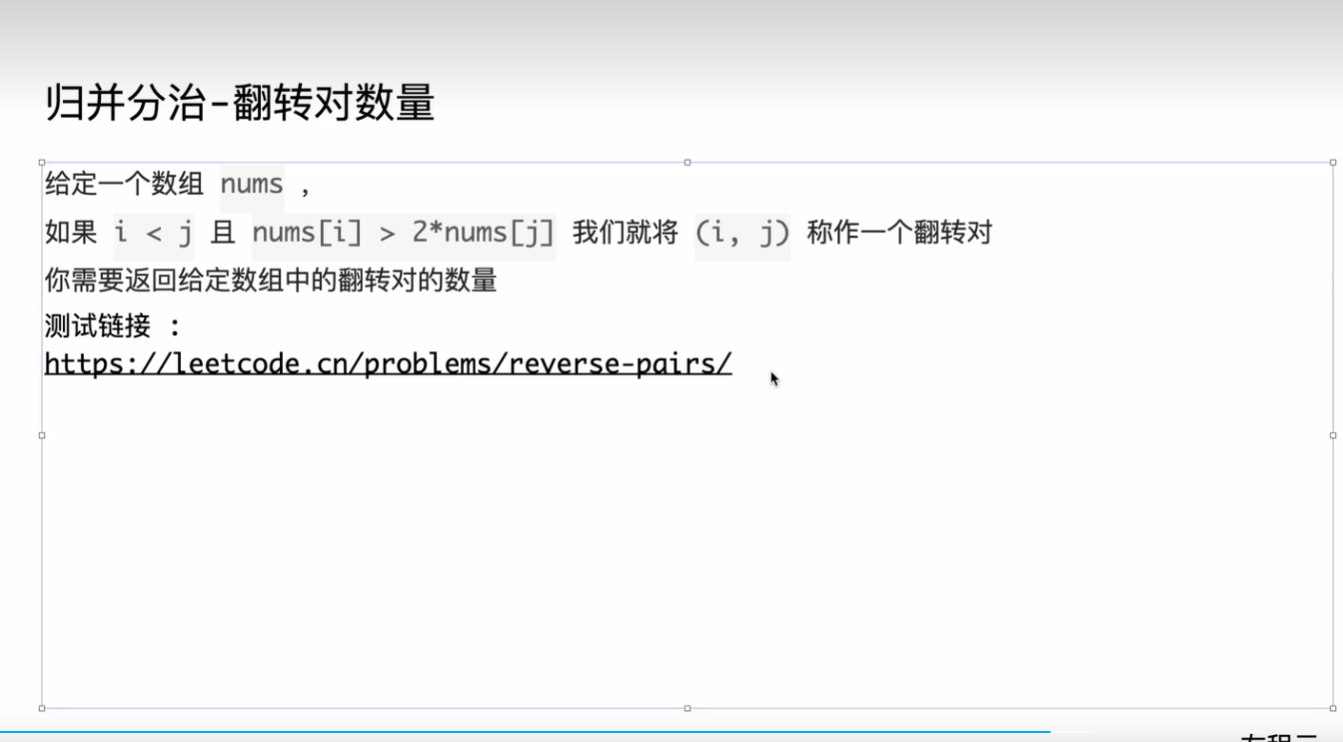 归并分治-翻转对数量
给定一个数组 nums ,
如果 i < j 且 nums[i] > 2*nums[j] 我们就将 (i, j) 称作一个翻转对
你需要返回给定数组中的翻转对的数量
测试链接 :
https://leetcode.cn/problems/reverse-pairs/